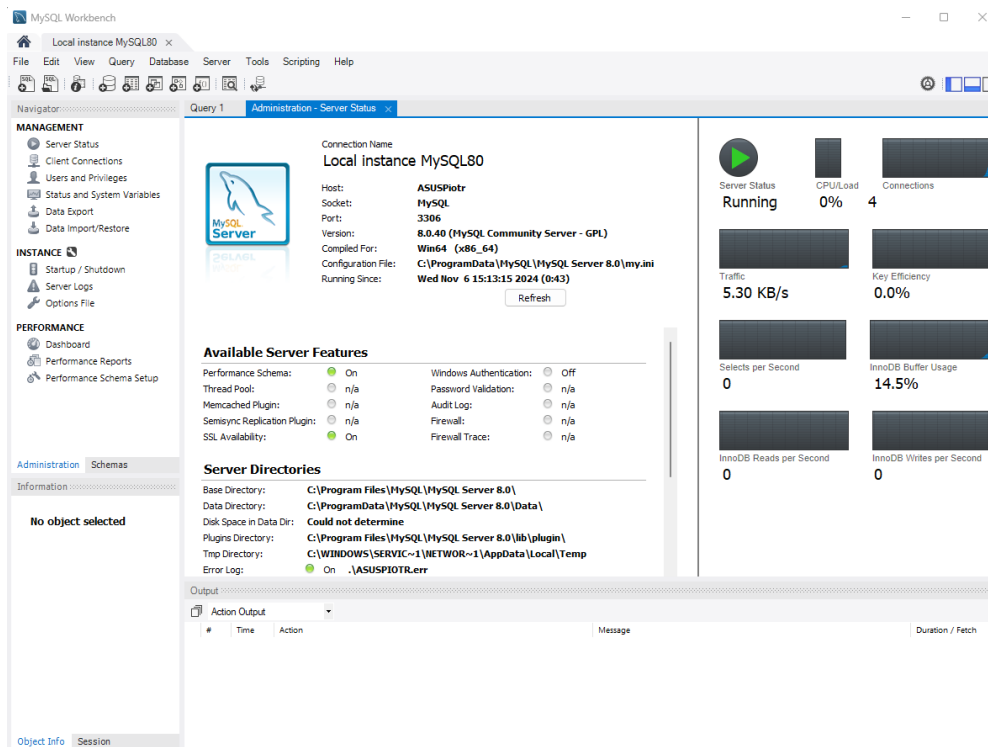 MySQL Workbench
Local instance MySQL80
File Edit View Query Database Server Tools Scripting Help
Navigator
MANAGEMENT
Server Status
Client Connections
Users and Privileges
Status and System Variables
Data Export
Data Import/Restore
INSTANCE
Startup / Shutdown
Server Logs
Options File
PERFORMANCE
Dashboard
Performance Reports
Performance Schema Setup
Administration Schemas
Information
No object selected
Object Info Session
Query 1 Administration - Server Status
MySQL
Server
Connection Name
Local instance MySQL80
Host: ASUSPiotr
Socket: MySQL
Port: 3306
Version: 8.0.40 (MySQL Community Server - GPL)
Compiled For: Win64 (x86_64)
Configuration File: C:\ProgramData\MySQL\MySQL Server 8.0\my.ini
Running Since: Wed Nov 6 15:13:15 2024 (0:43)
Refresh
Available Server Features
Performance Schema: On Windows Authentication: Off
Thread Pool: n/a Password Validation: n/a
Memcached Plugin: n/a Audit Log: n/a
Semisync Replication Plugin: n/a Firewall: n/a
SSL Availability: On Firewall Trace: n/a
Server Directories
Base Directory: C:\Program Files\MySQL\MySQL Server 8.0\
Data Directory: C:\ProgramData\MySQL\MySQL Server 8.0\Data\
Disk Space in Data Dir: Could not determine
Plugins Directory: C:\Program Files\MySQL\MySQL Server 8.0\lib\plugin\
Tmp Directory: C:\WINDOWS\SERVIC~1\NETWOR~1\AppData\Local\Temp
Error Log: On .\ASUSPIOTR.err
Server Status CPU/Load Connections
Running 0% 4
Traffic Key Efficiency
5.30 KB/s 0.0%
Selects per Second InnoDB Buffer Usage
0 14.5%
InnoDB Reads per Second InnoDB Writes per Second
0 0
Output
Action Output
# Time Action Message Duration / Fetch